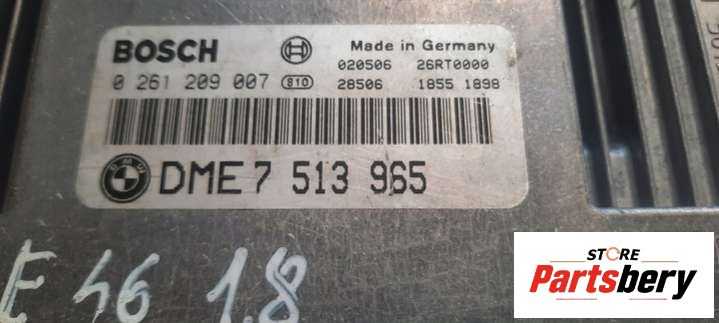 BOSCH Made in Germany
020506 26RT0000
0 261 209 007 810 28506 1855 1898
BMW DME 7 513 965
E 46 1.8
STORE
Partsbery